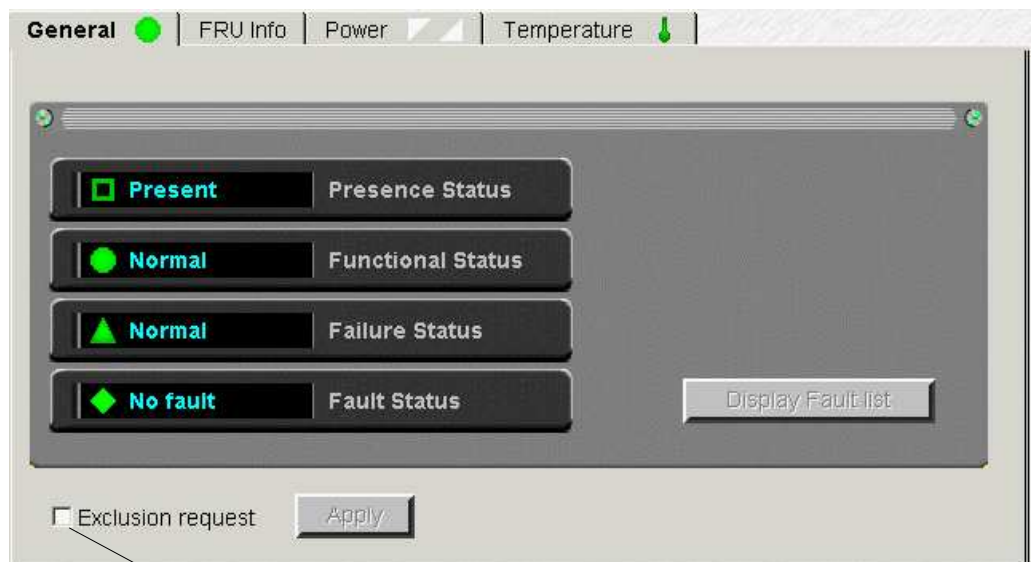 General FRU Info Power Temperature
Present Presence Status
Normal Functional Status
Normal Failure Status
No fault Fault Status
Display Fault list
Exclusion request Apply